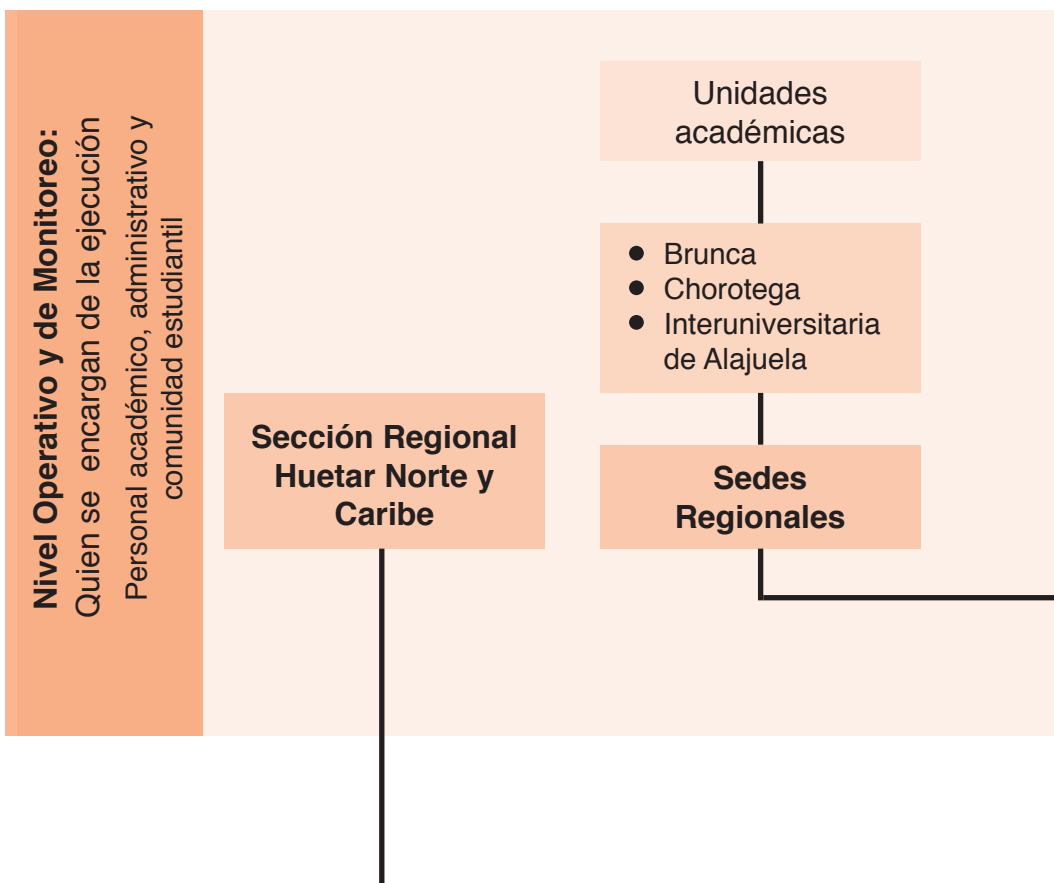 Nivel Operativo y de Monitoreo:
Quien se encargan de la ejecución
Personal académico, administrativo y
comunidad estudiantil
Unidades
académicas
● Brunca
● Chorotega
● Interuniversitaria
de Alajuela
Sección Regional
Huetar Norte y
Caribe
Sedes
Regionales